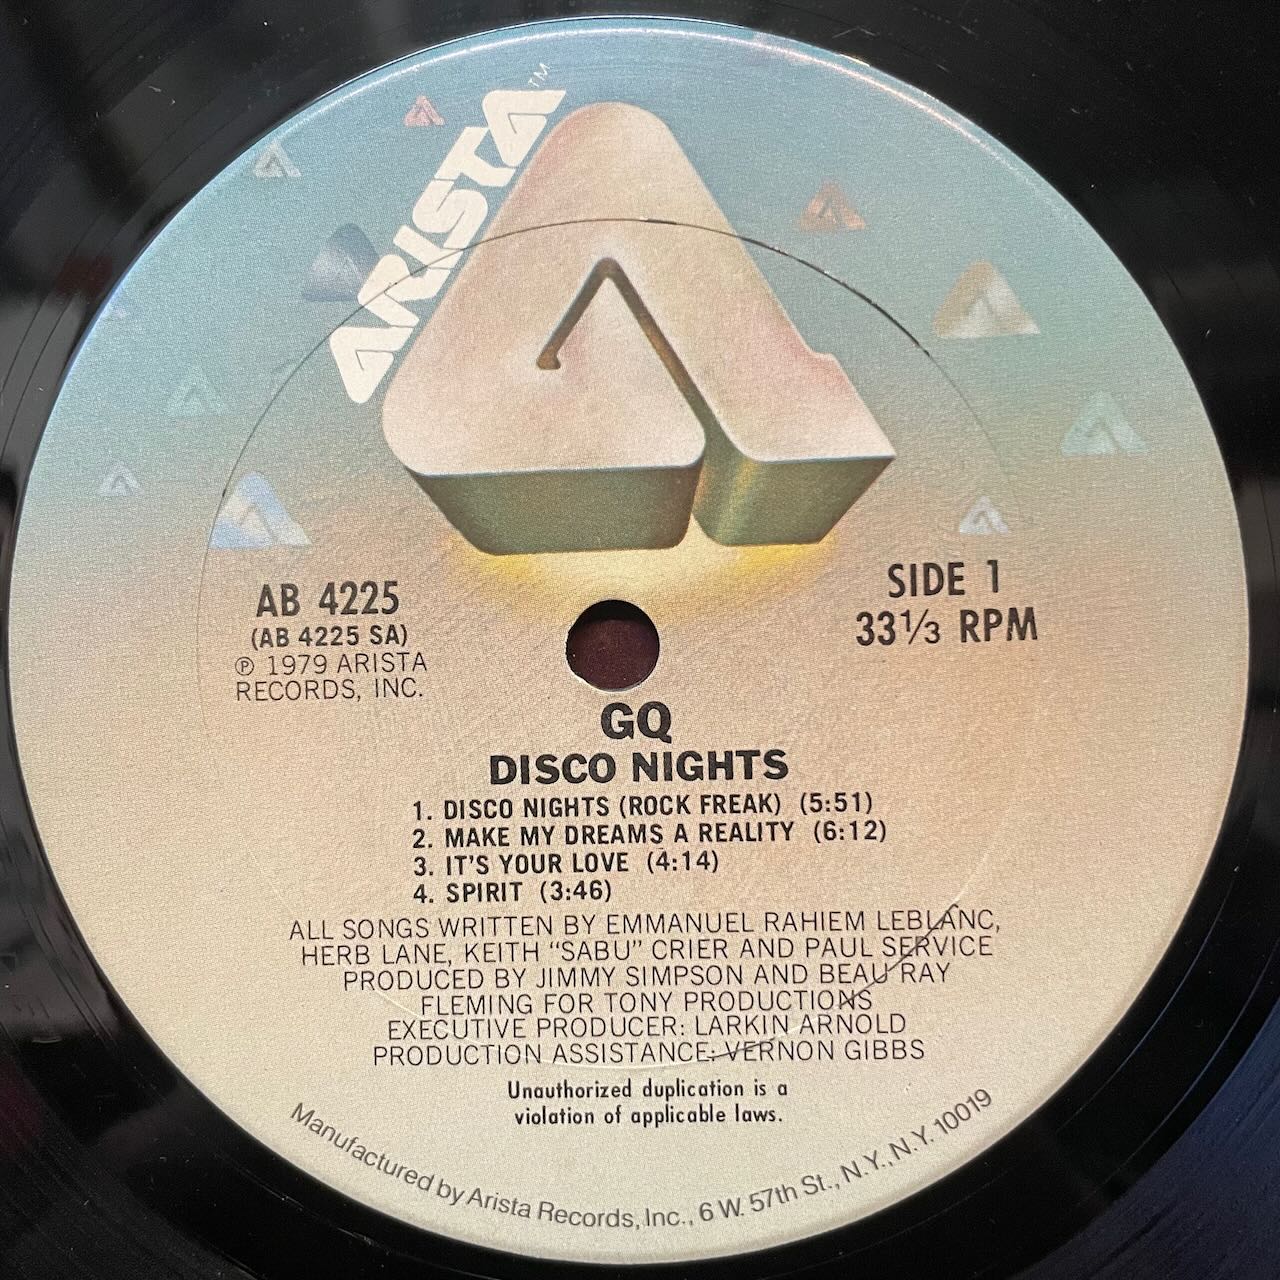 ARISTA™
AB 4225
(AB 4225 SA)
℗ 1979 ARISTA
RECORDS, INC.
SIDE 1
33⅓ RPM
GQ
DISCO NIGHTS
1. DISCO NIGHTS (ROCK FREAK) (5:51)
2. MAKE MY DREAMS A REALITY (6:12)
3. IT'S YOUR LOVE (4:14)
4. SPIRIT (3:46)
ALL SONGS WRITTEN BY EMMANUEL RAHIEM LEBLANC,
HERB LANE, KEITH “SABU” CRIER AND PAUL SERVICE
PRODUCED BY JIMMY SIMPSON AND BEAU RAY
FLEMING FOR TONY PRODUCTIONS
EXECUTIVE PRODUCER: LARKIN ARNOLD
PRODUCTION ASSISTANCE: VERNON GIBBS
Unauthorized duplication is a
violation of applicable laws.
Manufactured by Arista Records, Inc., 6 W. 57th St., N.Y., N.Y. 10019